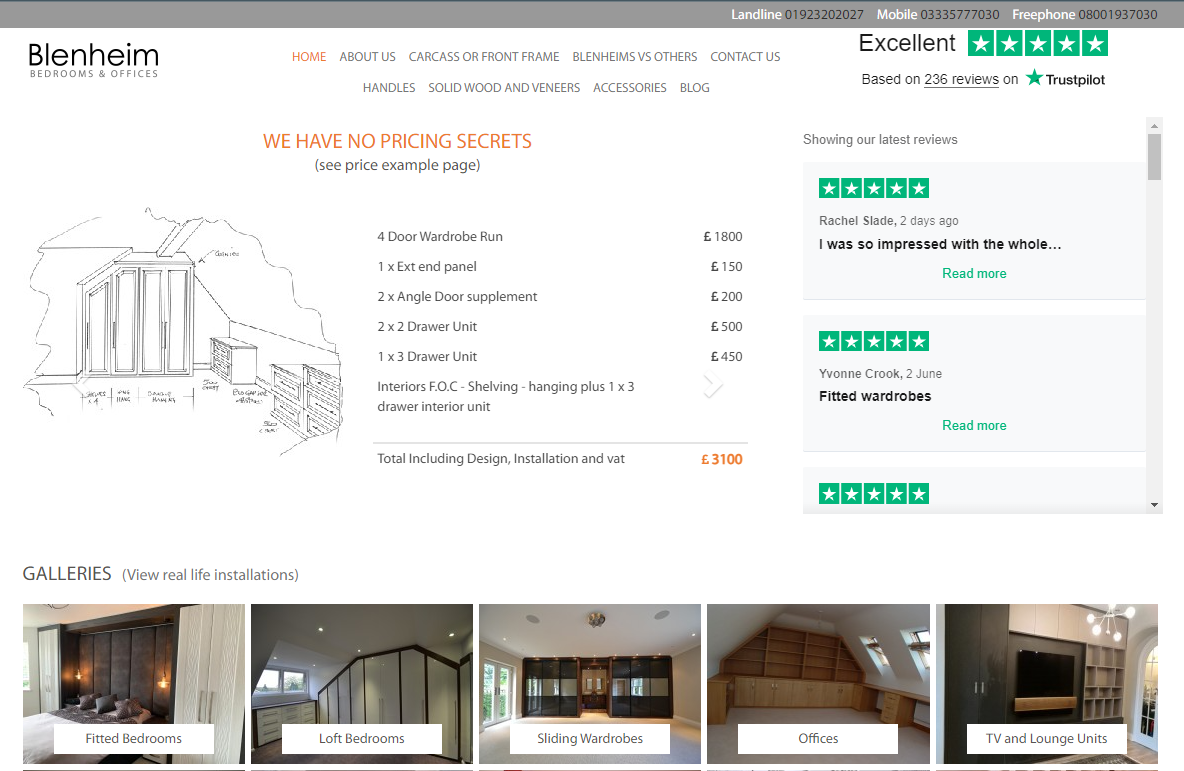 Landline 01923202027 Mobile 03335777030 Freephone 08001937030
Blenheim
BEDROOMS & OFFICES
HOME ABOUT US CARCASS OR FRONT FRAME BLENHEIMS VS OTHERS CONTACT US
HANDLES SOLID WOOD AND VENEERS ACCESSORIES BLOG
Excellent
Based on 236 reviews on Trustpilot
WE HAVE NO PRICING SECRETS
(see price example page)
4 Door Wardrobe Run £ 1800
1 x Ext end panel £ 150
2 x Angle Door supplement £ 200
2 x 2 Drawer Unit £ 500
1 x 3 Drawer Unit £ 450
Interiors F.O.C - Shelving - hanging plus 1 x 3
drawer interior unit
Total Including Design, Installation and vat £ 3100
Showing our latest reviews
Rachel Slade, 2 days ago
I was so impressed with the whole…
Read more
Yvonne Crook, 2 June
Fitted wardrobes
Read more
GALLERIES (View real life installations)
Fitted Bedrooms
Loft Bedrooms
Sliding Wardrobes
Offices
TV and Lounge Units